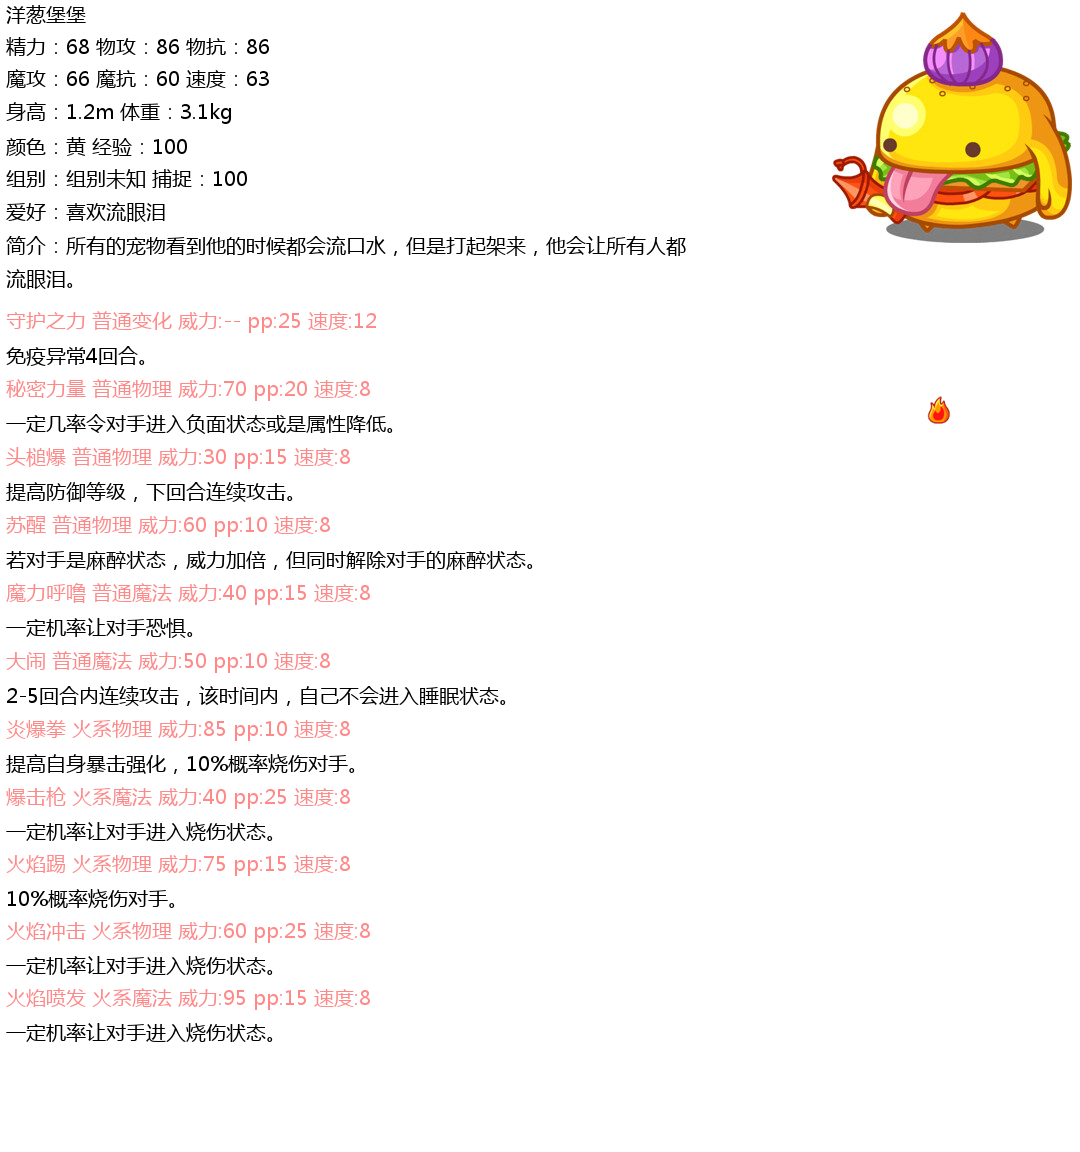 洋葱堡堡
精力：68 物攻：86 物抗：86
魔攻：66 魔抗：60 速度：63
身高：1.2m 体重：3.1kg
颜色：黄 经验：100
组别：组别未知 捕捉：100
爱好：喜欢流眼泪
简介：所有的宠物看到他的时候都会流口水，但是打起架来，他会让所有人都
流眼泪。
守护之力 普通变化 威力:-- pp:25 速度:12
免疫异常4回合。
秘密力量 普通物理 威力:70 pp:20 速度:8
一定几率令对手进入负面状态或是属性降低。
头槌爆 普通物理 威力:30 pp:15 速度:8
提高防御等级，下回合连续攻击。
苏醒 普通物理 威力:60 pp:10 速度:8
若对手是麻醉状态，威力加倍，但同时解除对手的麻醉状态。
魔力呼噜 普通魔法 威力:40 pp:15 速度:8
一定机率让对手恐惧。
大闹 普通魔法 威力:50 pp:10 速度:8
2-5回合内连续攻击，该时间内，自己不会进入睡眠状态。
炎爆拳 火系物理 威力:85 pp:10 速度:8
提高自身暴击强化，10%概率烧伤对手。
爆击枪 火系魔法 威力:40 pp:25 速度:8
一定机率让对手进入烧伤状态。
火焰踢 火系物理 威力:75 pp:15 速度:8
10%概率烧伤对手。
火焰冲击 火系物理 威力:60 pp:25 速度:8
一定机率让对手进入烧伤状态。
火焰喷发 火系魔法 威力:95 pp:15 速度:8
一定机率让对手进入烧伤状态。